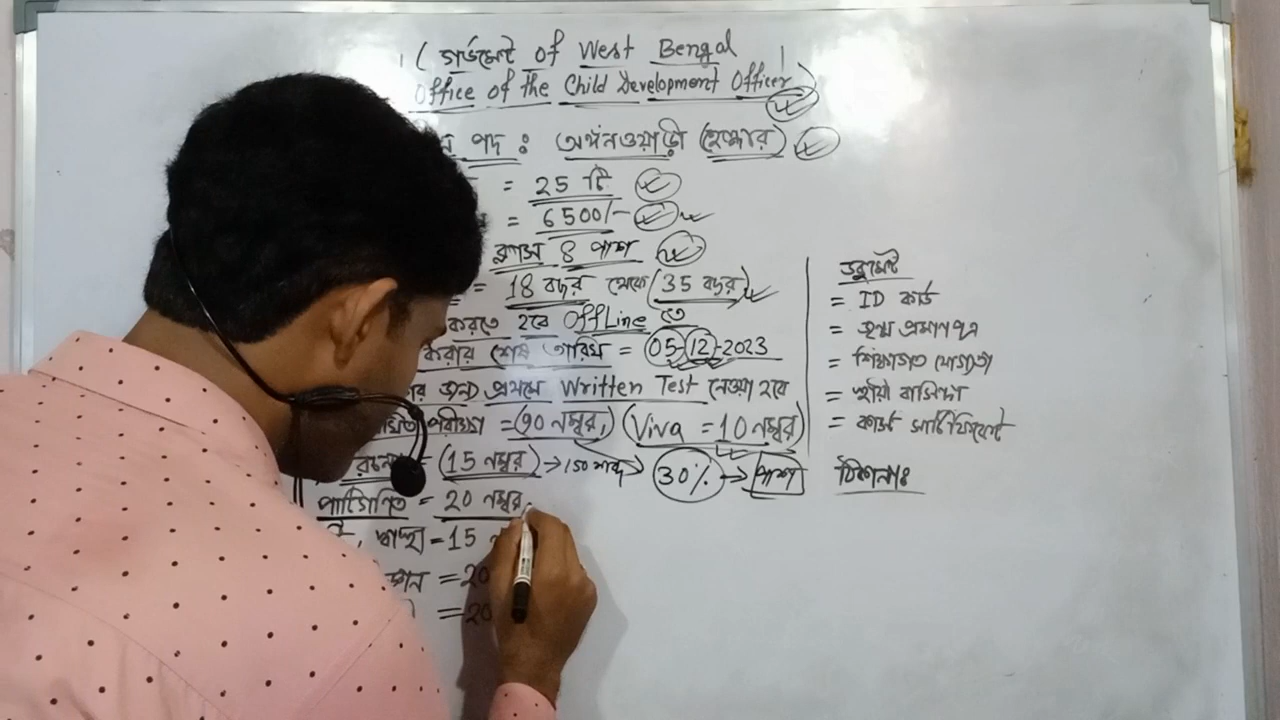 ( গর্ভমেন্ট of West Bengal
Office of the Child Development Officer )
পদ : অঙ্গনওয়াড়ী (হেল্পার)
= 25 টি
= 6500/-
ক্লাস 8 পাশ
= 18 বছর থেকে (35 বছর)
করতে হবে OffLine তে
করার শেষ তারিখ = 05-12-2023
জন্য প্রথমে Written Test নেওয়া হবে
পরীক্ষা = (90 নম্বর), (Viva = 10 নম্বর)
= (15 নম্বর) → 150 শব্দ → 30% → পাশ
পাটিগণিত = 20 নম্বর
, স্বাস্থ্য = 15
= 20
= 20
ডকুমেন্ট
= ID কার্ড
= জন্ম প্রমাণপত্র
= শিক্ষাগত যোগ্যতা
= স্থায়ী বাসিন্দা
= কাস্ট সার্টিফিকেট
ঠিকানাঃ